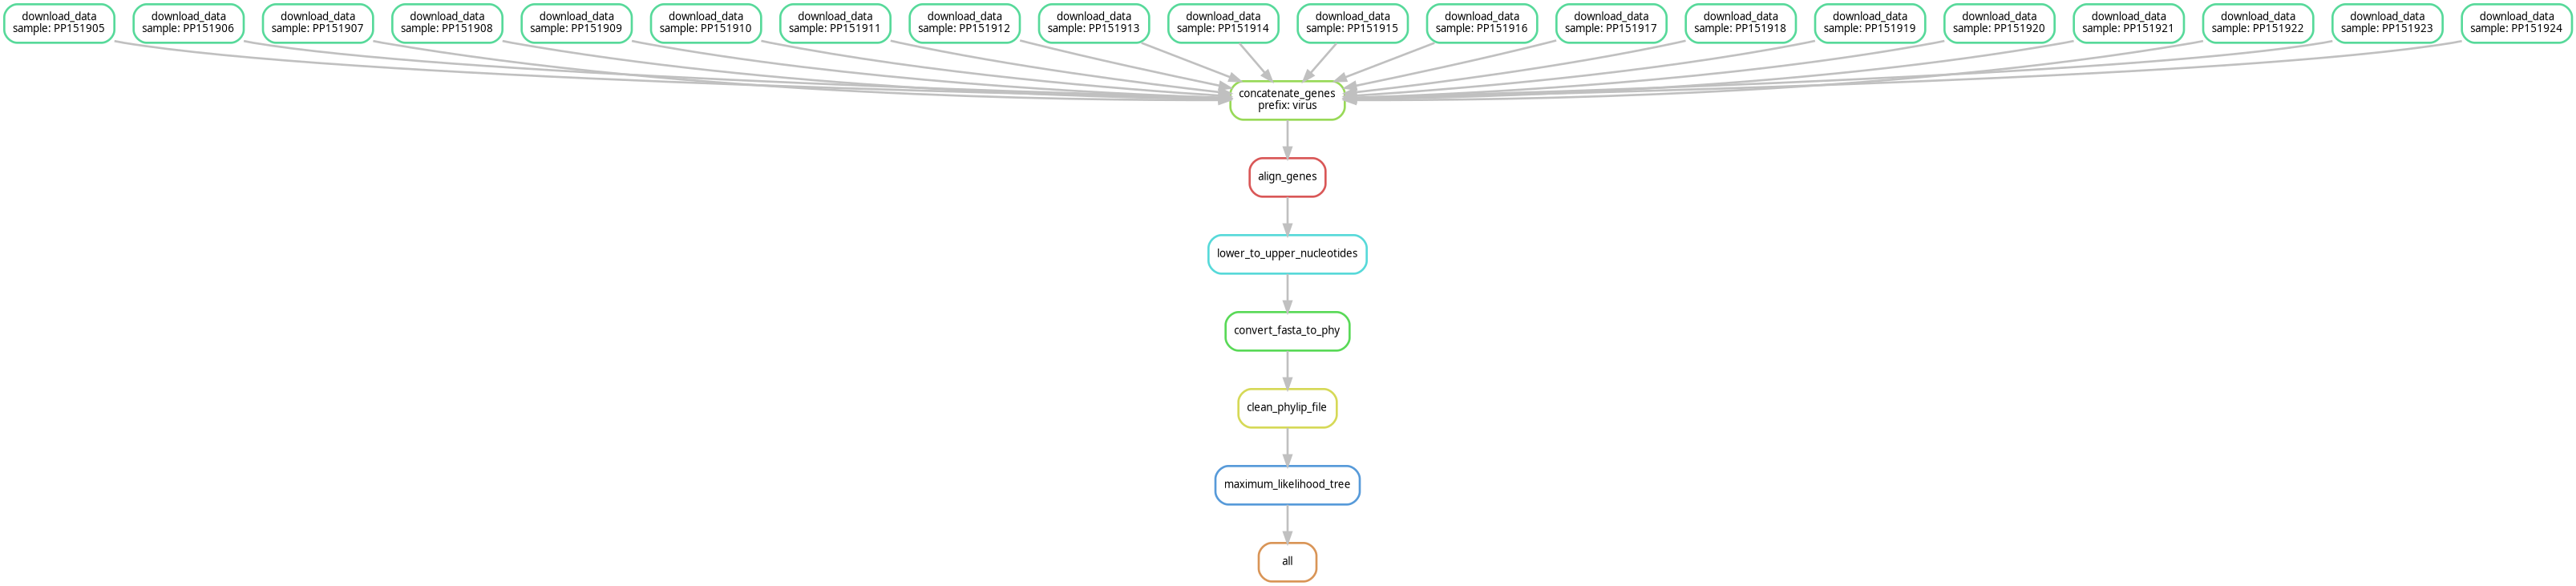 download_data
sample: PP151905
download_data
sample: PP151906
download_data
sample: PP151907
download_data
sample: PP151908
download_data
sample: PP151909
download_data
sample: PP151910
download_data
sample: PP151911
download_data
sample: PP151912
download_data
sample: PP151913
download_data
sample: PP151914
download_data
sample: PP151915
download_data
sample: PP151916
download_data
sample: PP151917
download_data
sample: PP151918
download_data
sample: PP151919
download_data
sample: PP151920
download_data
sample: PP151921
download_data
sample: PP151922
download_data
sample: PP151923
download_data
sample: PP151924
concatenate_genes
prefix: virus
align_genes
lower_to_upper_nucleotides
convert_fasta_to_phy
clean_phylip_file
maximum_likelihood_tree
all